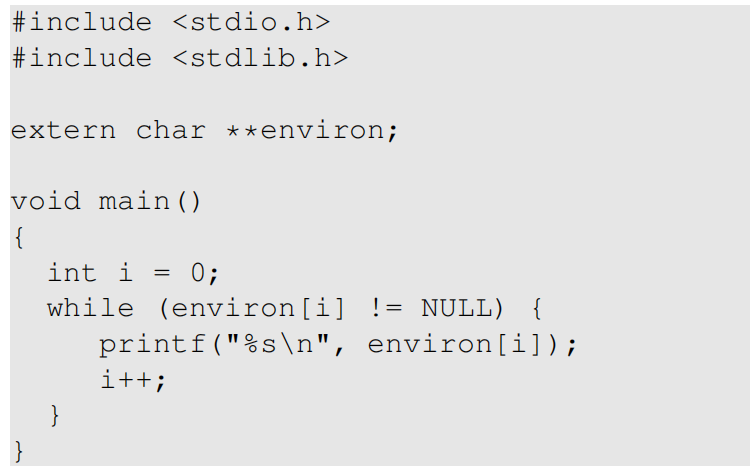 #include <stdio.h>
#include <stdlib.h>

extern char **environ;

void main()
{
  int i = 0;
  while (environ[i] != NULL) {
     printf("%s\n", environ[i]);
     i++;
  }
}